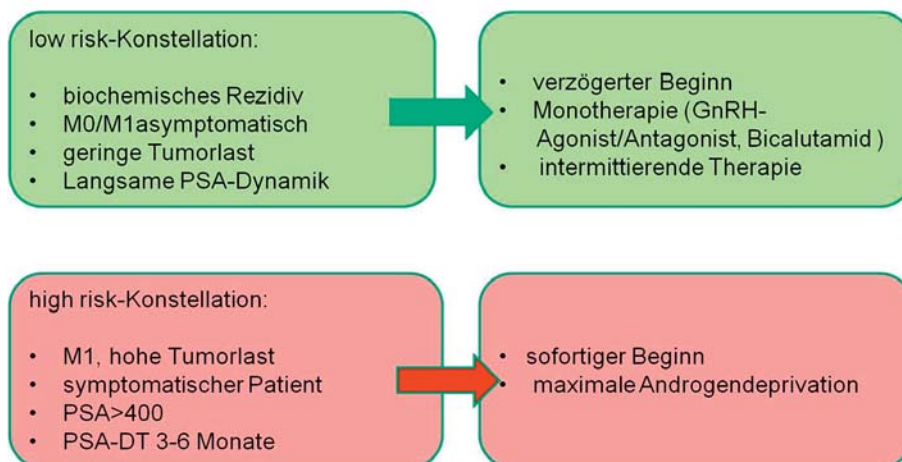 low risk-Konstellation:
• biochemisches Rezidiv
• M0/M1asymptomatisch
• geringe Tumorlast
• Langsame PSA-Dynamik
• verzögerter Beginn
• Monotherapie (GnRH-
Agonist/Antagonist, Bicalutamid )
• intermittierende Therapie
high risk-Konstellation:
• M1, hohe Tumorlast
• symptomatischer Patient
• PSA>400
• PSA-DT 3-6 Monate
• sofortiger Beginn
• maximale Androgendeprivation